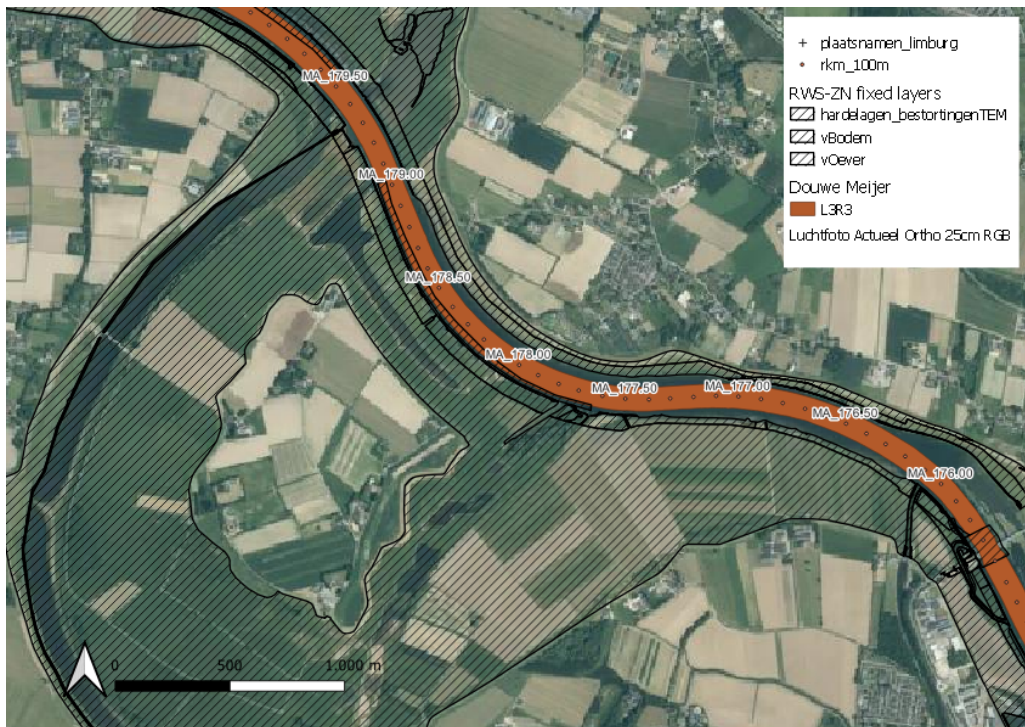 plaatsnamen_limburg
rkm_100m
RWS-ZN fixed layers
hardelagen_bestortingenTEM
vBodem
vOever
Douwe Meijer
L3R3
Luchtfoto Actueel Ortho 25cm RGB
MA_179.50
MA_179.00
MA_178.50
MA_178.00
MA_177.50
MA_177.00
MA_176.50
MA_176.00
0 500 1.000 m